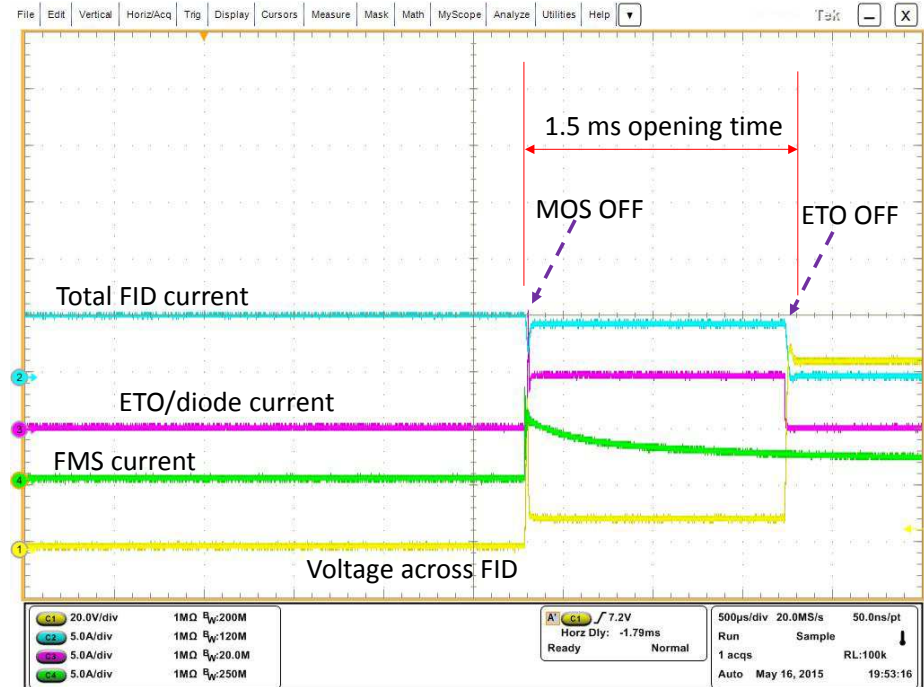 File Edit Vertical Horiz/Acq Trig Display Cursors Measure Mask Math MyScope Analyze Utilities Help ▼ Tek — X
1.5 ms opening time
MOS OFF
ETO OFF
Total FID current
2
ETO/diode current
3
FMS current
4
1
Voltage across FID
C1 20.0V/div 1MΩ BW:200M
C2 5.0A/div 1MΩ BW:120M
C3 5.0A/div 1MΩ BW:20.0M
C4 5.0A/div 1MΩ BW:250M
A' C1 ∫ 7.2V
Horz Dly: -1.79ms
Ready Normal
500µs/div 20.0MS/s 50.0ns/pt
Run Sample
1 acqs RL:100k
Auto May 16, 2015 19:53:16